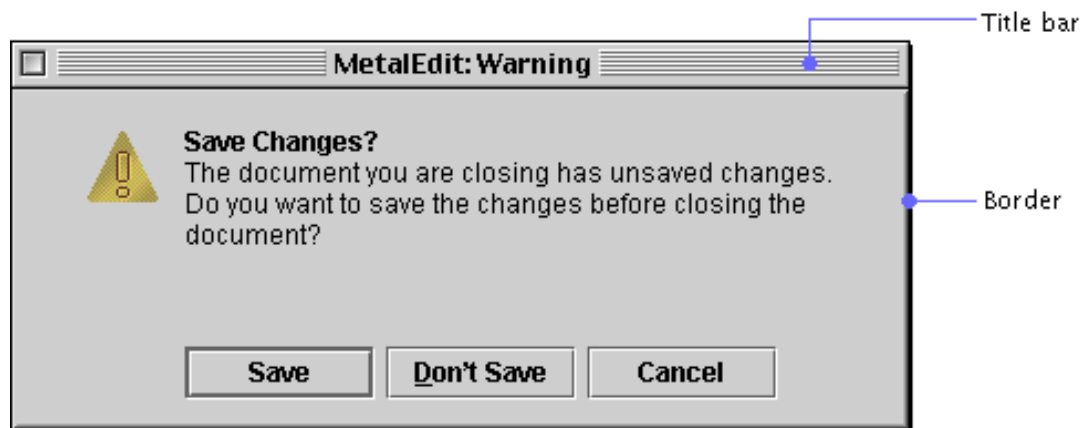 Title bar
MetalEdit: Warning
Save Changes?
The document you are closing has unsaved changes.
Do you want to save the changes before closing the
document?
Border
Save
Don't Save
Cancel